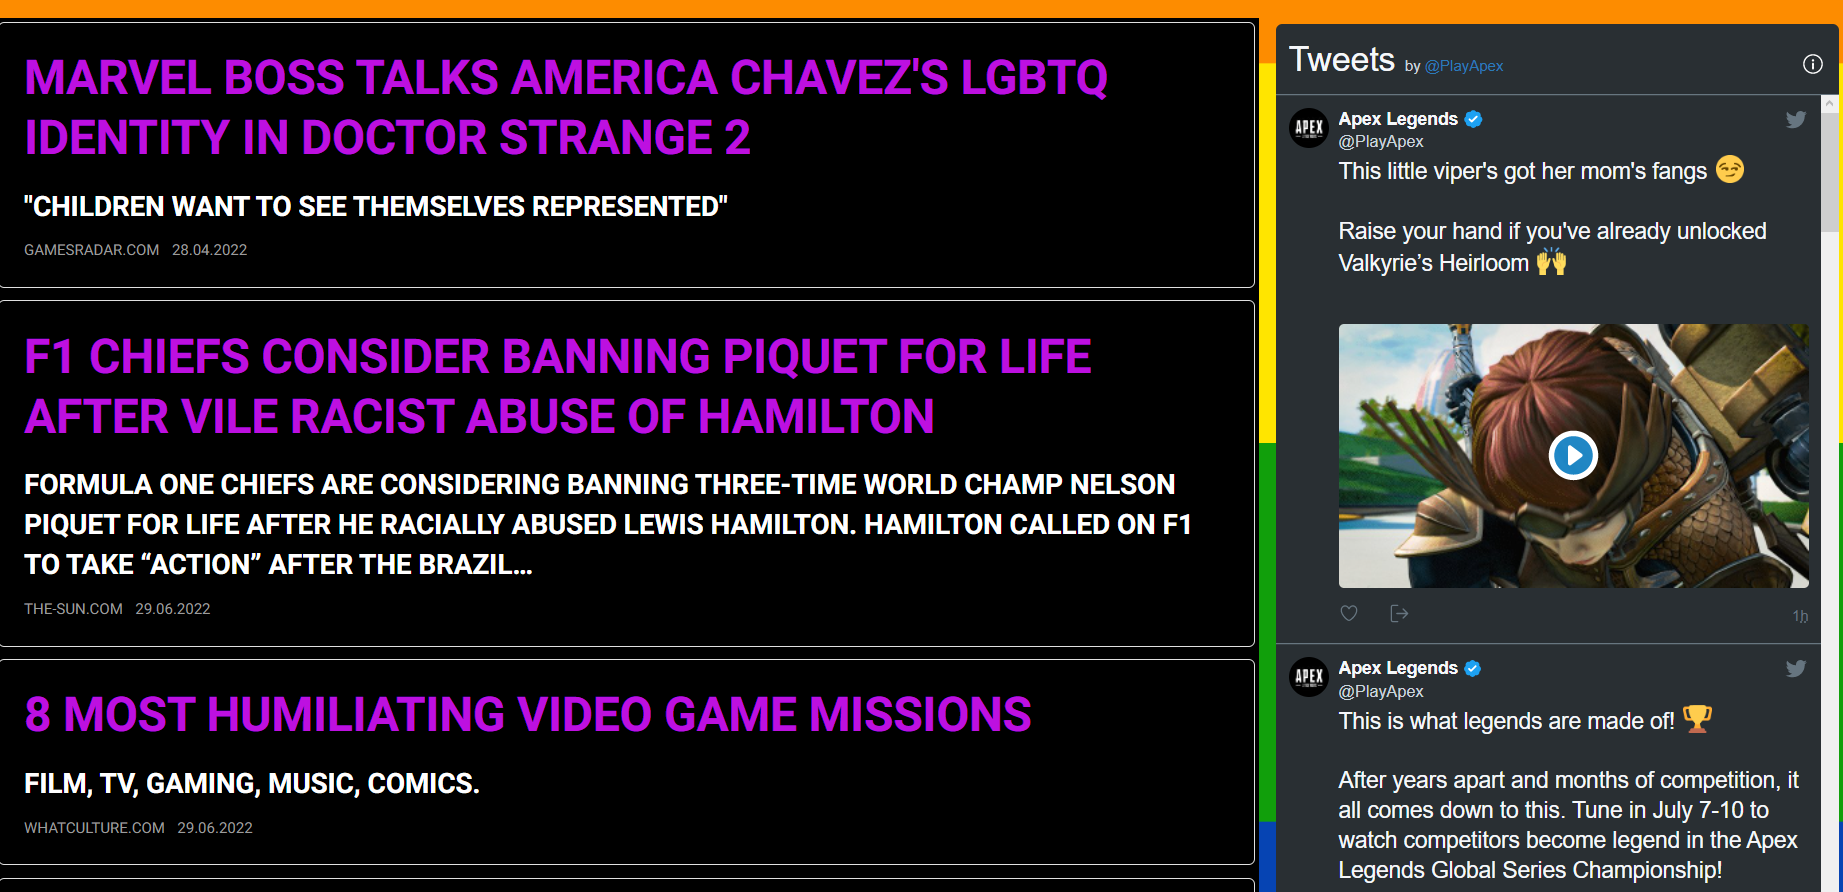 MARVEL BOSS TALKS AMERICA CHAVEZ'S LGBTQ
IDENTITY IN DOCTOR STRANGE 2
"CHILDREN WANT TO SEE THEMSELVES REPRESENTED"
GAMESRADAR.COM 28.04.2022
F1 CHIEFS CONSIDER BANNING PIQUET FOR LIFE
AFTER VILE RACIST ABUSE OF HAMILTON
FORMULA ONE CHIEFS ARE CONSIDERING BANNING THREE-TIME WORLD CHAMP NELSON
PIQUET FOR LIFE AFTER HE RACIALLY ABUSED LEWIS HAMILTON. HAMILTON CALLED ON F1
TO TAKE “ACTION” AFTER THE BRAZIL...
THE-SUN.COM 29.06.2022
8 MOST HUMILIATING VIDEO GAME MISSIONS
FILM, TV, GAMING, MUSIC, COMICS.
WHATCULTURE.COM 29.06.2022
Tweets by @PlayApex
APEX
Apex Legends
@PlayApex
This little viper's got her mom's fangs 😏
Raise your hand if you've already unlocked
Valkyrie’s Heirloom 🙌
1h
APEX
Apex Legends
@PlayApex
This is what legends are made of! 🏆
After years apart and months of competition, it
all comes down to this. Tune in July 7-10 to
watch competitors become legend in the Apex
Legends Global Series Championship!